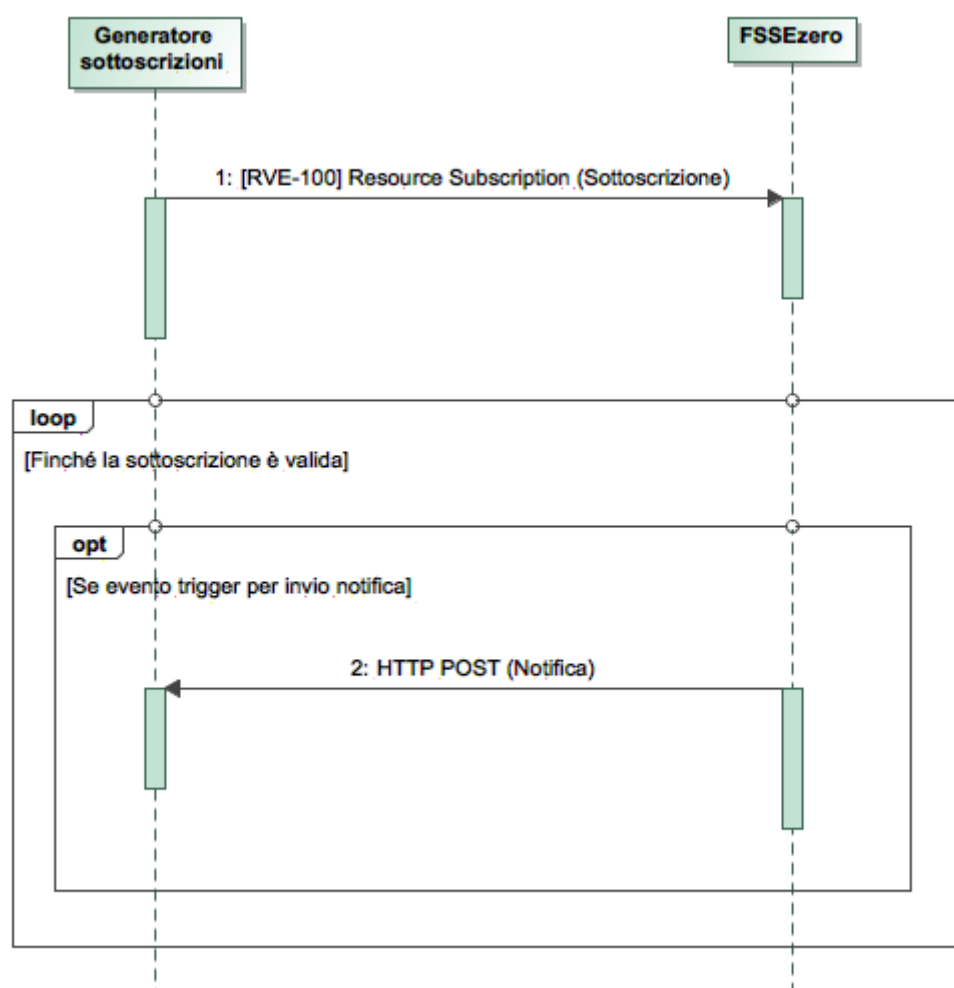 Generatore
sottoscrizioni
FSSEzero
1: [RVE-100] Resource Subscription (Sottoscrizione)
loop
[Finché la sottoscrizione è valida]
opt
[Se evento trigger per invio notifica]
2: HTTP POST (Notifica)